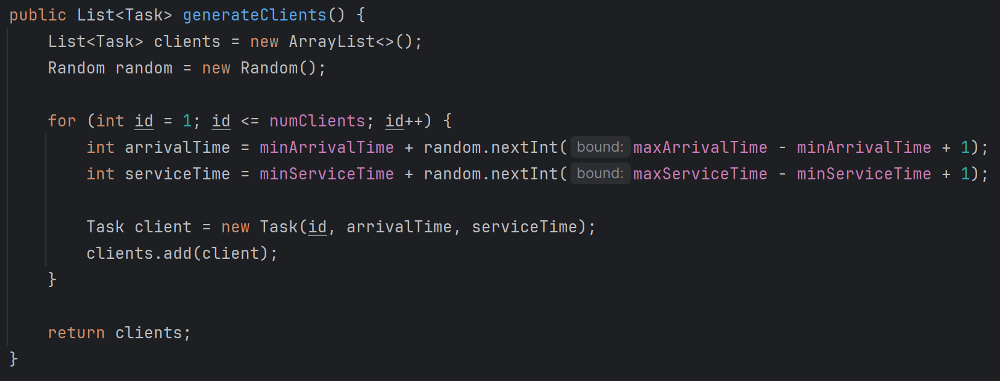 public List<Task> generateClients() {
List<Task> clients = new ArrayList<>();
Random random = new Random();
for (int id = 1; id <= numClients; id++) {
int arrivalTime = minArrivalTime + random.nextInt( bound: maxArrivalTime - minArrivalTime + 1);
int serviceTime = minServiceTime + random.nextInt( bound: maxServiceTime - minServiceTime + 1);
Task client = new Task(id, arrivalTime, serviceTime);
clients.add(client);
}
return clients;
}